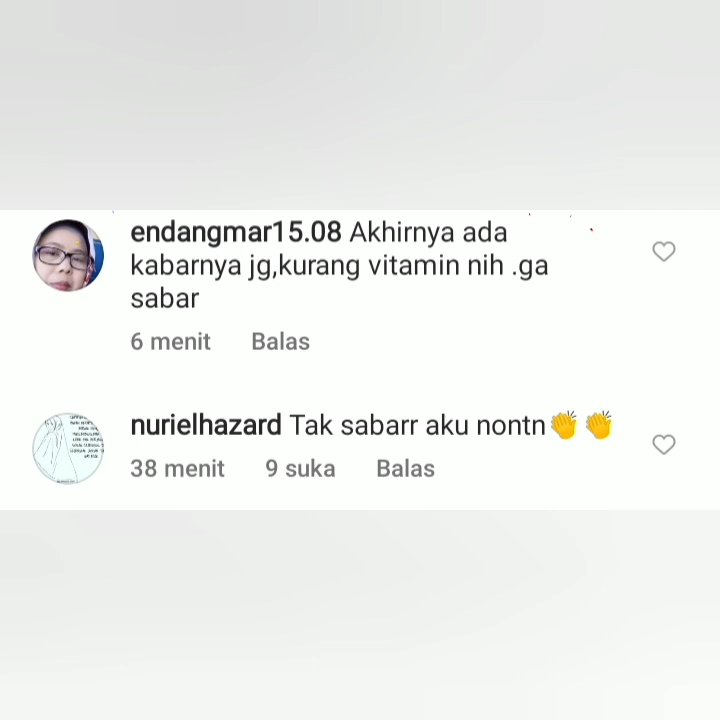 endangmar15.08 Akhirnya ada
kabarnya jg,kurang vitamin nih .ga
sabar
6 menit Balas
nurielhazard Tak sabarr aku nontn👏👏
38 menit 9 suka Balas